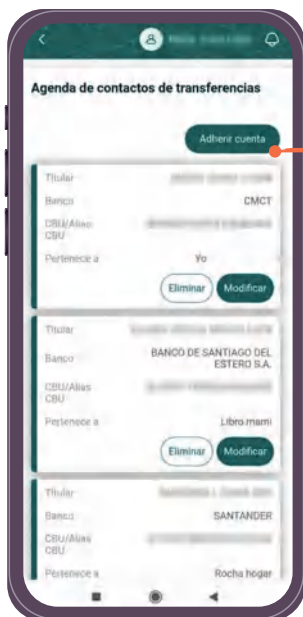 Agenda de contactos de transferencias
Adherir cuenta
Titular
Banco CMCT
CBU/Alias
CBU
Pertenece a Yo
Eliminar Modificar
Titular
Banco BANCO DE SANTIAGO DEL
ESTERO S.A.
CBU/Alias
CBU
Pertenece a Libro mami
Eliminar Modificar
Titular
Banco SANTANDER
CBU/Alias
CBU
Pertenece a Rocha hogar